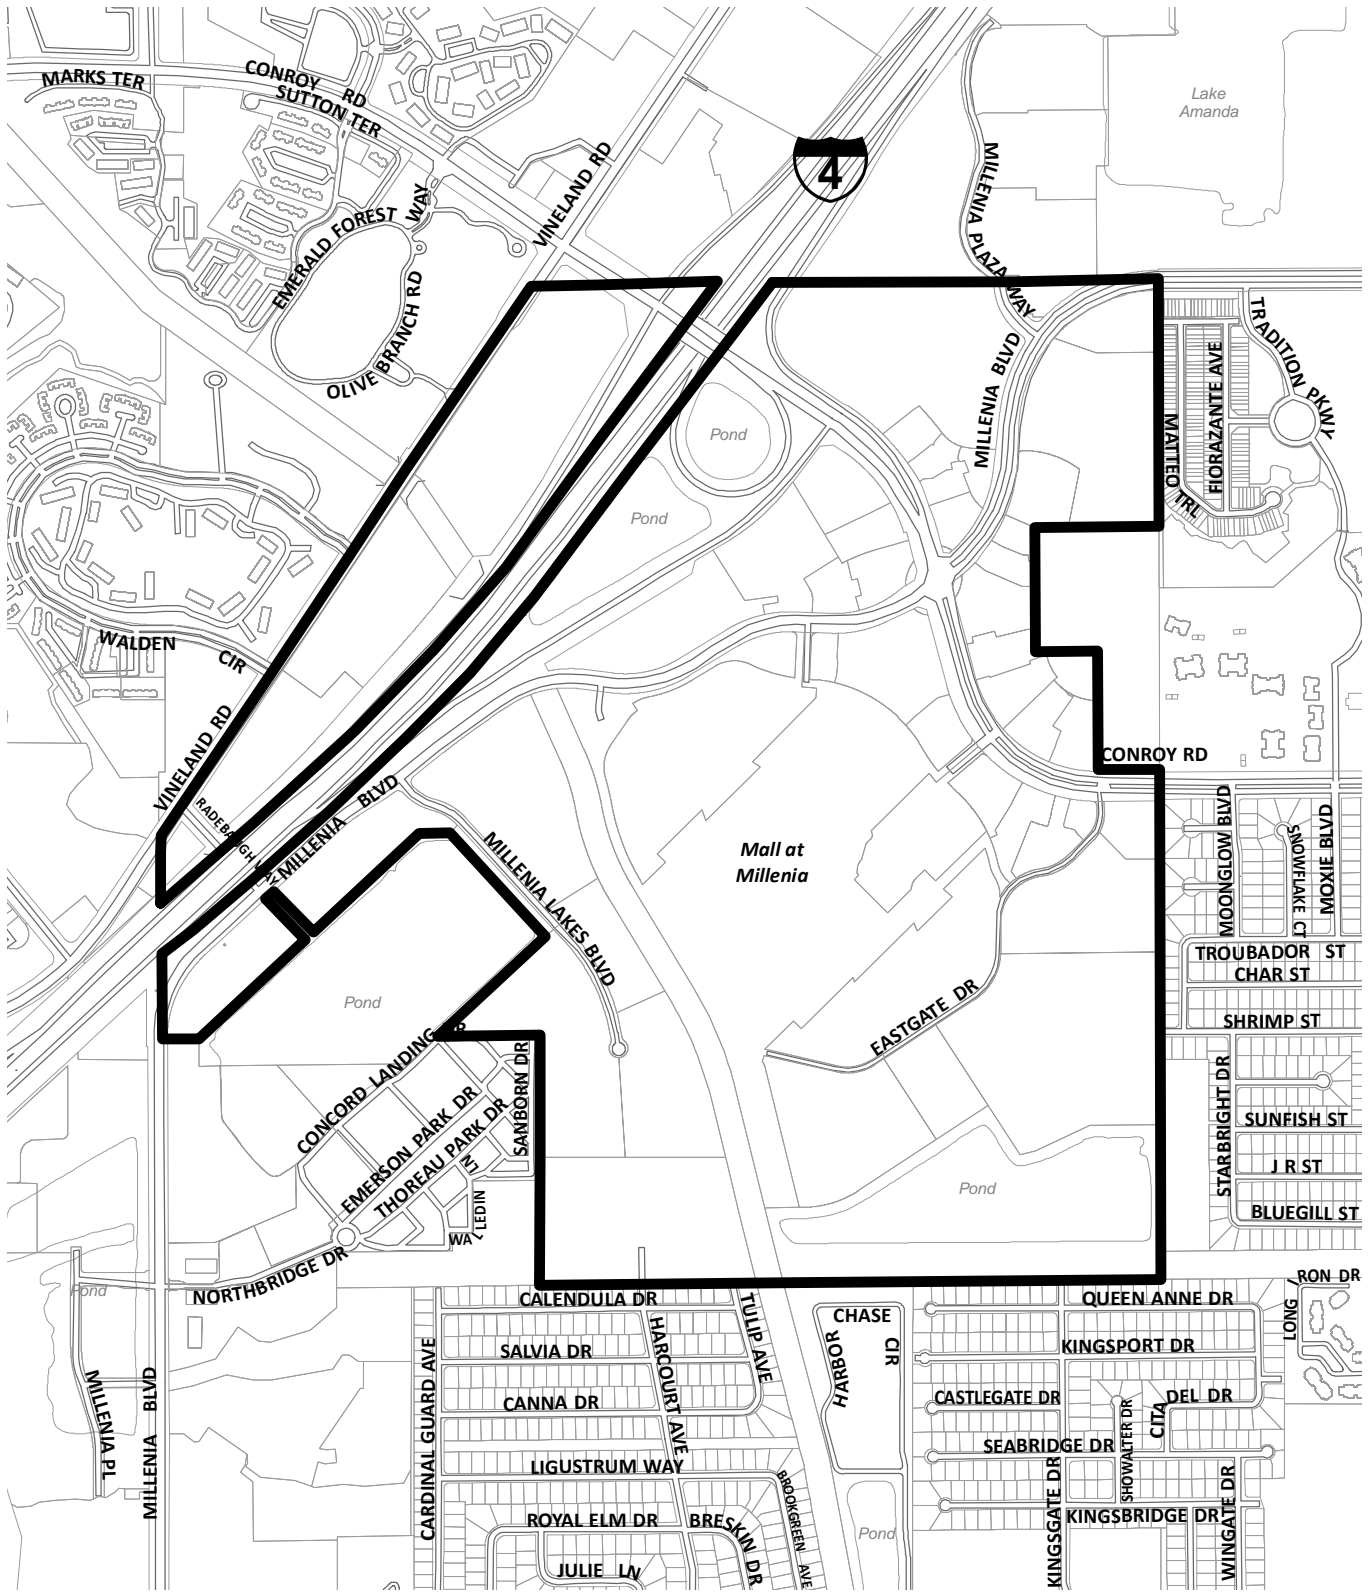 MARKS TER
CONROY RD
SUTTON TER
Lake
Amanda
4
VINELAND RD
MILLENIA PLAZA WAY
EMERALD FOREST WAY
OLIVE BRANCH RD
MILLENIA BLVD
TRADITION PKWY
FIORAZANTE AVE
MATTEO TRL
Pond
Pond
WALDEN CIR
VINELAND RD
RADEBAUGH WAY
MILLENIA BLVD
CONROY RD
MILLENIA LAKES BLVD
Mall at
Millenia
MOONGLOW BLVD
SNOWFLAKE CT
MOXIE BLVD
TROUBADOR ST
CHAR ST
SHRIMP ST
EASTGATE DR
Pond
CONCORD LANDING DR
EMERSON PARK DR
THOREAU PARK DR
SANBORN DR
WALLED IN LN
STARBRIGHT DR
SUNFISH ST
J R ST
BLUEGILL ST
Pond
NORTHBRIDGE DR
Pond
CALENDULA DR
TULIP AVE
CHASE
HARBOR
CIR
QUEEN ANNE DR
LONG
RON DR
SALVIA DR
HARCOURT AVE
KINGSPORT DR
CANNA DR
CASTLEGATE DR
CITADEL DR
SHOWALTER DR
MILLENIA PL
MILLENIA BLVD
CARDINAL GUARD AVE
LIGUSTRUM WAY
SEABRIDGE DR
BROOKGREEN AVE
KINGSGATE DR
WINGATE DR
KINGSBRIDGE DR
ROYAL ELM DR
BRESKIN DR
Pond
JULIE LN